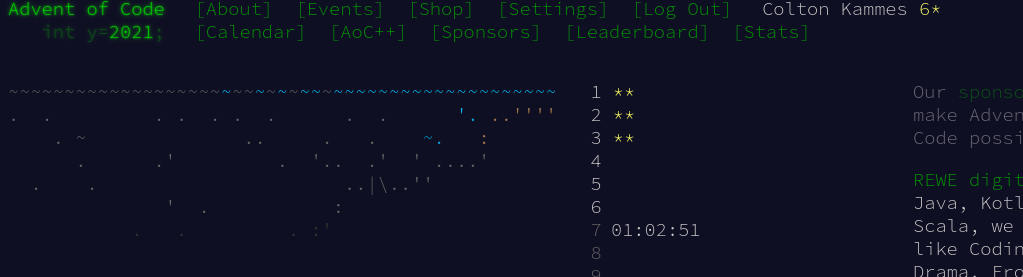 Advent of Code [About] [Events] [Shop] [Settings] [Log Out] Colton Kammes 6*
int y=2021; [Calendar] [AoC++] [Sponsors] [Leaderboard] [Stats]
1 **
2 **
3 **
4
5
6
7 01:02:51
8
9
Our sponso
make Adven
Code possi
REWE digit
Java, Kotl
Scala, we
like Codin
Drama, Fro